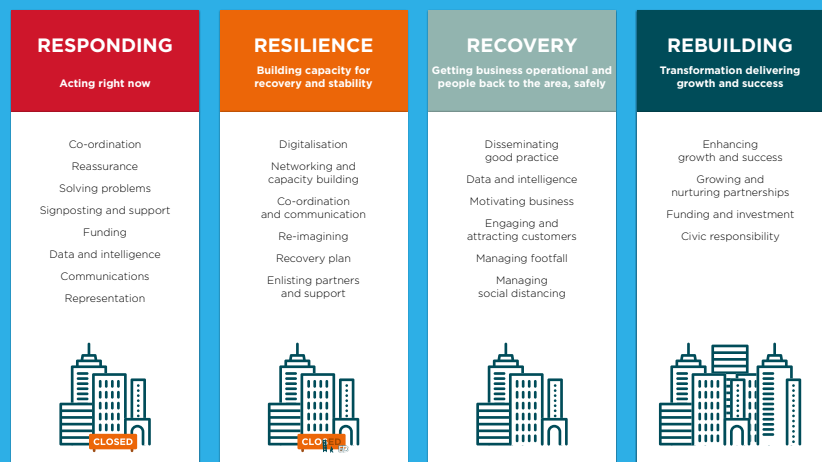 RESPONDING
Acting right now
Co-ordination
Reassurance
Solving problems
Signposting and support
Funding
Data and intelligence
Communications
Representation
CLOSED
RESILIENCE
Building capacity for
recovery and stability
Digitalisation
Networking and
capacity building
Co-ordination
and communication
Re-imagining
Recovery plan
Enlisting partners
and support
RECOVERY
Getting business operational and
people back to the area, safely
Disseminating
good practice
Data and intelligence
Motivating business
Engaging and
attracting customers
Managing footfall
Managing
social distancing
REBUILDING
Transformation delivering
growth and success
Enhancing
growth and success
Growing and
nurturing partnerships
Funding and investment
Civic responsibility